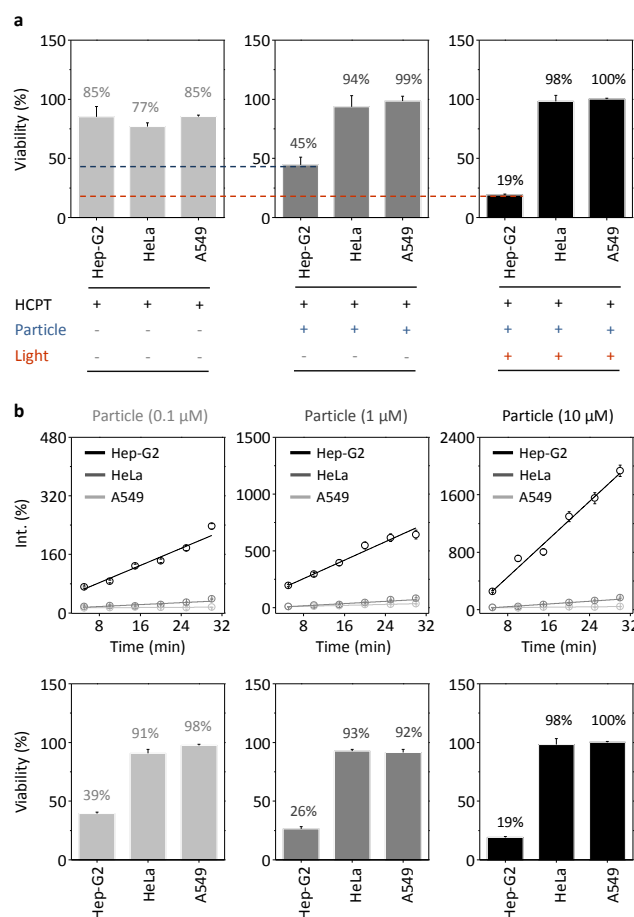 a
150
100
50
0
Viability (%)
85%
77%
85%
Hep-G2
HeLa
A549
150
100
50
0
45%
94%
99%
Hep-G2
HeLa
A549
150
100
50
0
19%
98%
100%
Hep-G2
HeLa
A549
HCPT + + + + + + + + +
Particle - - - + + + + + +
Light - - - - - - + + +
b
Particle (0.1 µM)
480
320
160
0
Int. (%)
Hep-G2
HeLa
A549
8 16 24 32
Time (min)
Particle (1 µM)
1500
1000
500
0
Hep-G2
HeLa
A549
8 16 24 32
Time (min)
Particle (10 µM)
2400
1600
800
0
Hep-G2
HeLa
A549
8 16 24 32
Time (min)
150
100
50
0
Viability (%)
39%
91%
98%
Hep-G2
HeLa
A549
150
100
50
0
26%
93%
92%
Hep-G2
HeLa
A549
150
100
50
0
19%
98%
100%
Hep-G2
HeLa
A549